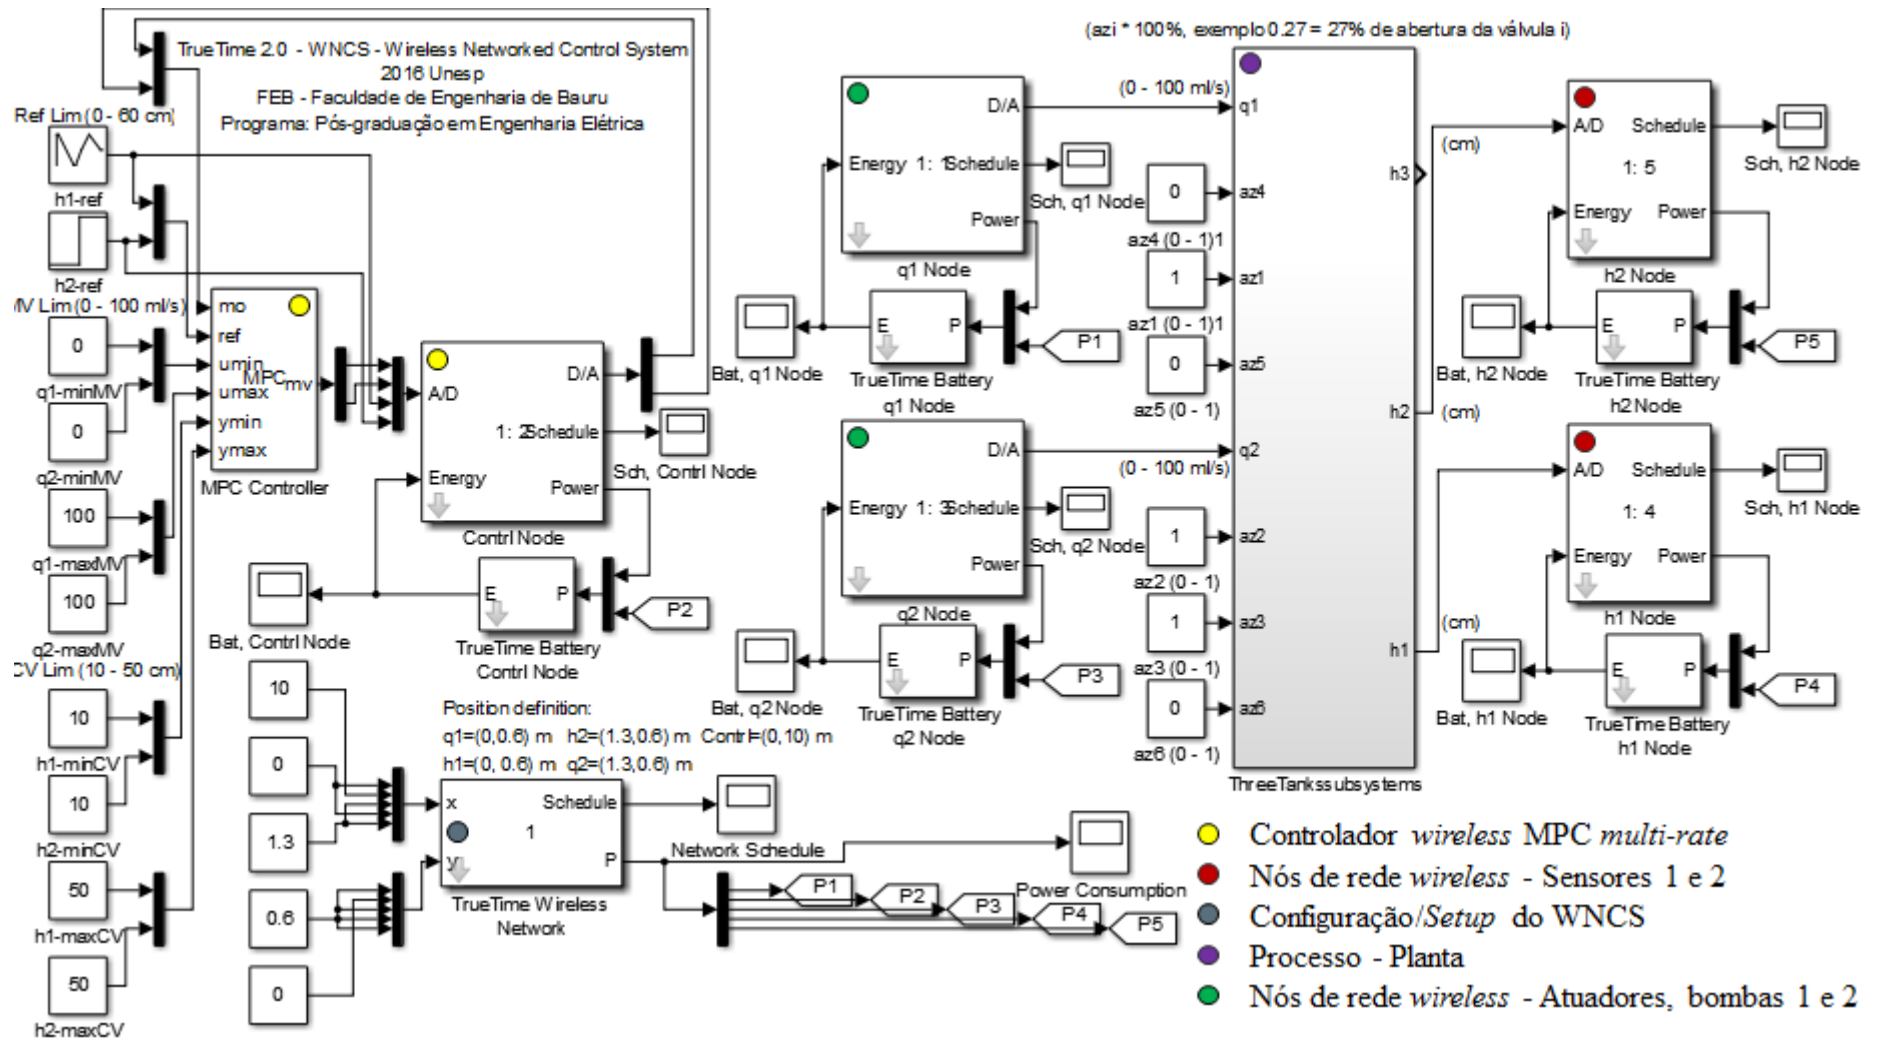 TrueTime 2.0 - WNCS - Wireless Networked Control System
2016 Unesp
FEB - Faculdade de Engenharia de Bauru
Programa: Pós-graduação em Engenharia Elétrica
Ref Lim (0 - 60 cm)
h1-ref
h2-ref
MV Lim (0 - 100 ml/s)
0
q1-minMV
0
q2-minMV
100
q1-maxMV
100
q2-maxMV
CV Lim (10 - 50 cm)
10
h1-minCV
10
h2-minCV
50
h1-maxCV
50
h2-maxCV
mo
ref
umin
umax
ymin
ymax
MPC
mv
MPC Controller
A/D
Energy
D/A
1: 2
Schedule
Power
Contrl Node
Sch, Contrl Node
E
P
TrueTime Battery
Contrl Node
P2
Bat, Contrl Node
10
0
1.3
0.6
0
Position definition:
q1=(0,0.6) m h2=(1.3,0.6) m Contrl=(0,10) m
h1=(0, 0.6) m q2=(1.3,0.6) m
x
y
1
Schedule
P
TrueTime Wireless
Network
Network Schedule
Power Consumption
P1
P2
P3
P4
P5
D/A
Energy
1: 1
Schedule
Power
q1 Node
Sch, q1 Node
E
P
P1
Bat, q1 Node
TrueTime Battery
q1 Node
D/A
Energy
1: 3
Schedule
Power
q2 Node
Sch, q2 Node
E
P
P3
Bat, q2 Node
TrueTime Battery
q2 Node
(azi * 100%, exemplo 0.27 = 27% de abertura da válvula i)
(0 - 100 ml/s)
0
az4 (0 - 1)1
1
az1 (0 - 1)1
0
az5 (0 - 1)
(0 - 100 ml/s)
1
az2 (0 - 1)
1
az3 (0 - 1)
0
az6 (0 - 1)
q1
az4
az1
az5
q2
az2
az3
az6
h3
h2
h1
ThreeTankssubsystems
(cm)
(cm)
(cm)
A/D
Schedule
1: 5
Energy
Power
h2 Node
Sch, h2 Node
E
P
P5
Bat, h2 Node
TrueTime Battery
h2 Node
A/D
Schedule
1: 4
Energy
Power
h1 Node
Sch, h1 Node
E
P
P4
Bat, h1 Node
TrueTime Battery
h1 Node
Controlador wireless MPC multi-rate
Nós de rede wireless - Sensores 1 e 2
Configuração/Setup do WNCS
Processo - Planta
Nós de rede wireless - Atuadores, bombas 1 e 2